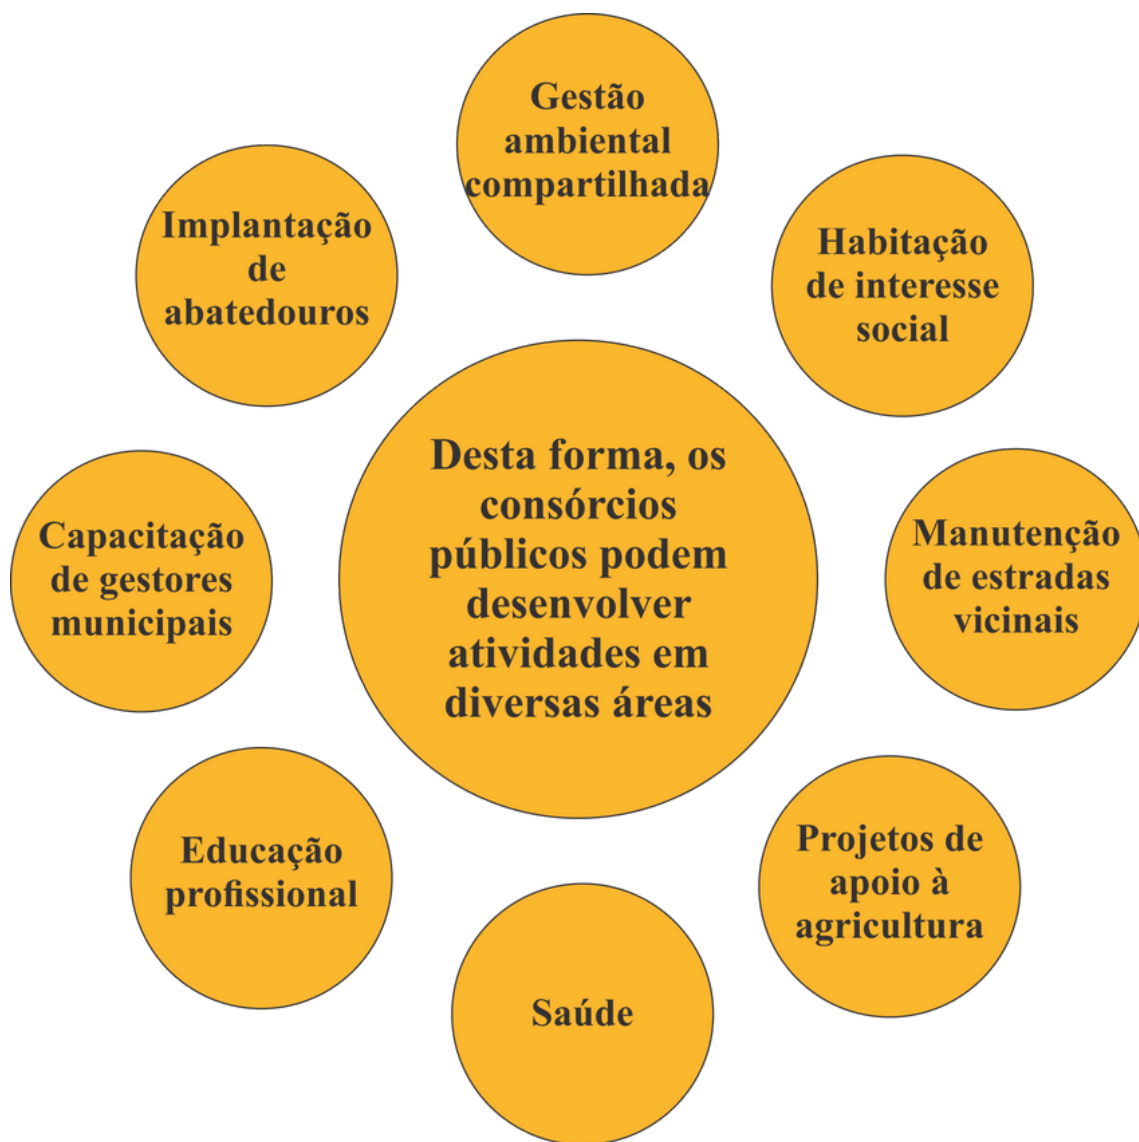 Gestão
ambiental
compartilhada
Habitação
de interesse
social
Manutenção
de estradas
vicinais
Projetos de
apoio à
agricultura
Saúde
Educação
profissional
Capacitação
de gestores
municipais
Implantação
de
abatedouros
Desta forma, os
consórcios
públicos podem
desenvolver
atividades em
diversas áreas